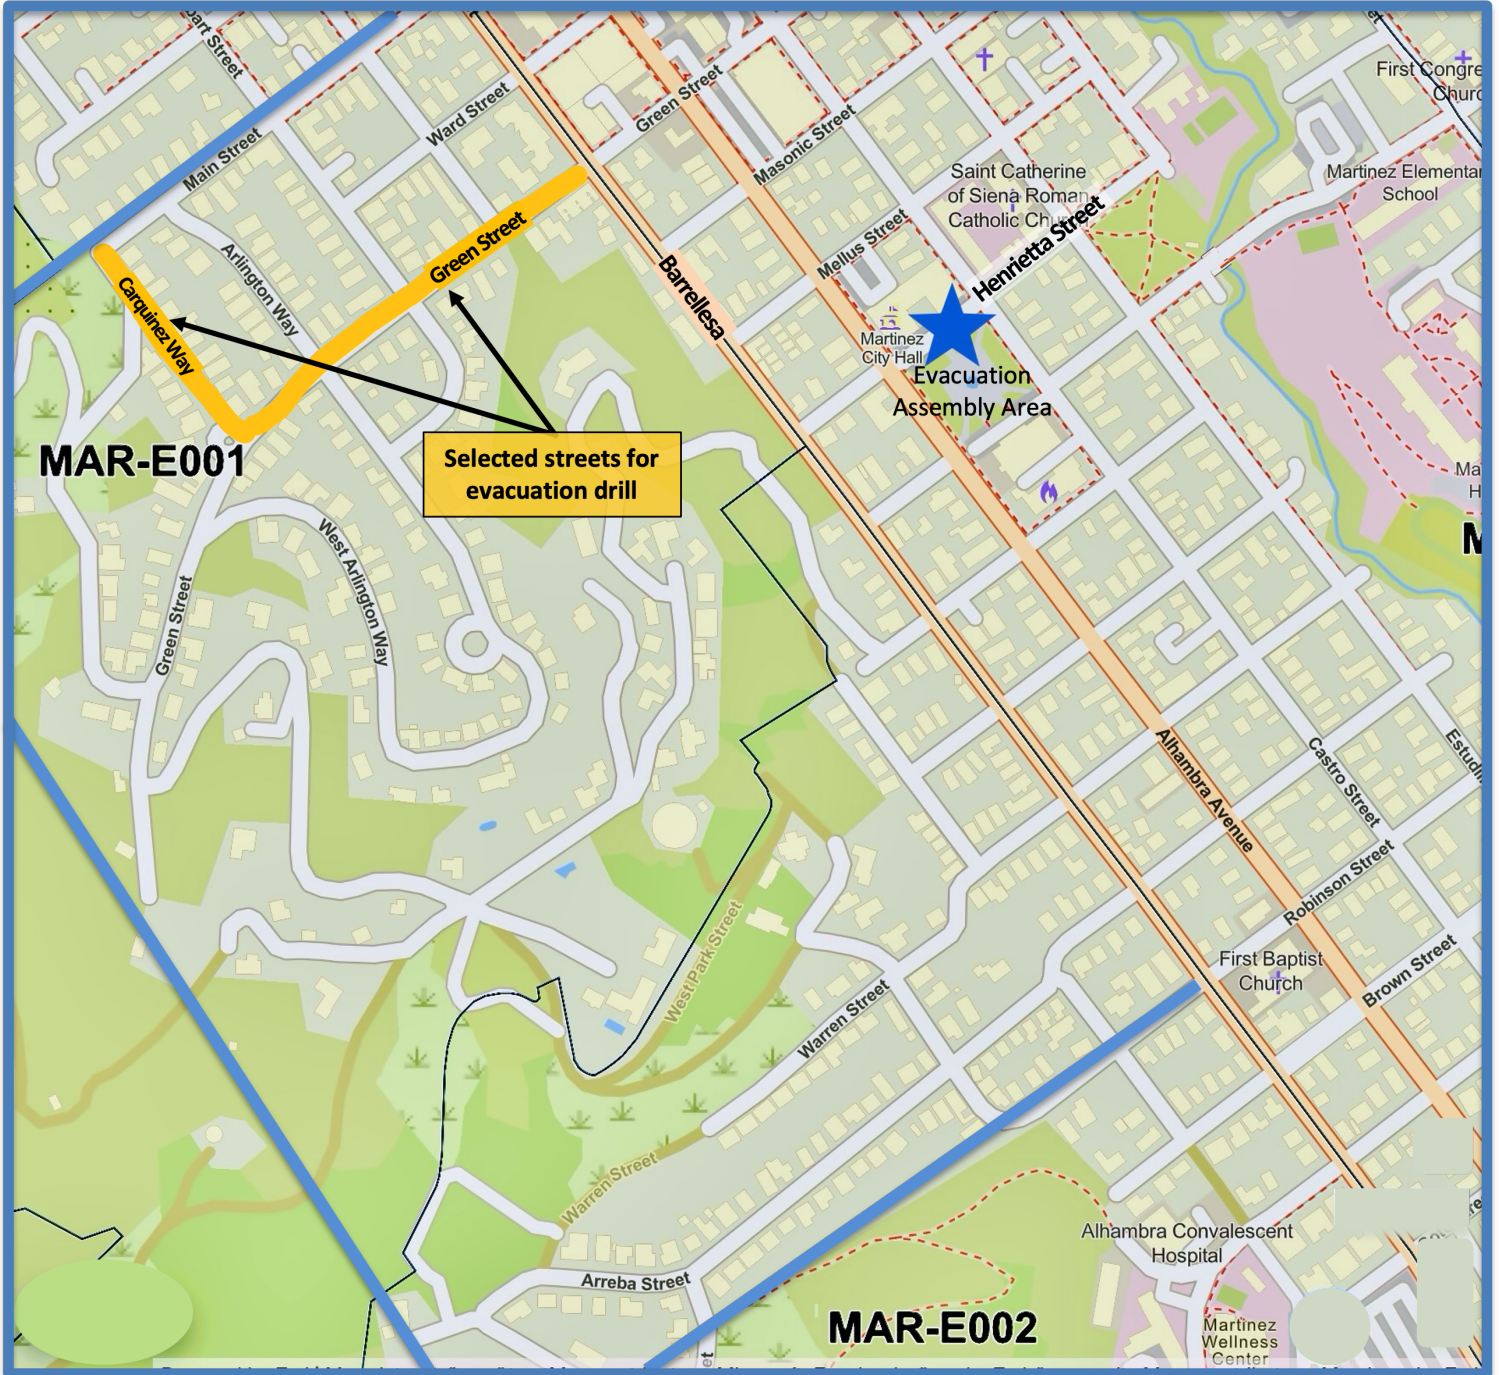 Main Street
Ward Street
Green Street
Masonic Street
First Congre
Churc
Martinez Elementar
School
Saint Catherine
of Siena Roman
Catholic Church
Henrietta Street
Mellus Street
Arlington Way
Green Street
Carquinez Way
Barrellesa
Martinez
City Hall
Evacuation
Assembly Area
MAR-E001
Selected streets for
evacuation drill
Ma
H
M
West Arlington Way
Green Street
Alhambra Avenue
Castro Street
Estudi
Robinson Street
Brown Street
First Baptist
Church
West Park Street
Warren Street
Warren Street
Arreba Street
Alhambra Convalescent
Hospital
MAR-E002
Martinez
Wellness
Center